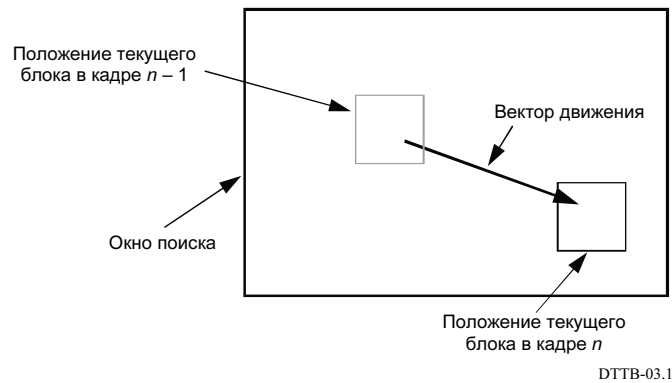 Положение текущего
блока в кадре n – 1
Вектор движения
Окно поиска
Положение текущего
блока в кадре n
DTTB-03.1